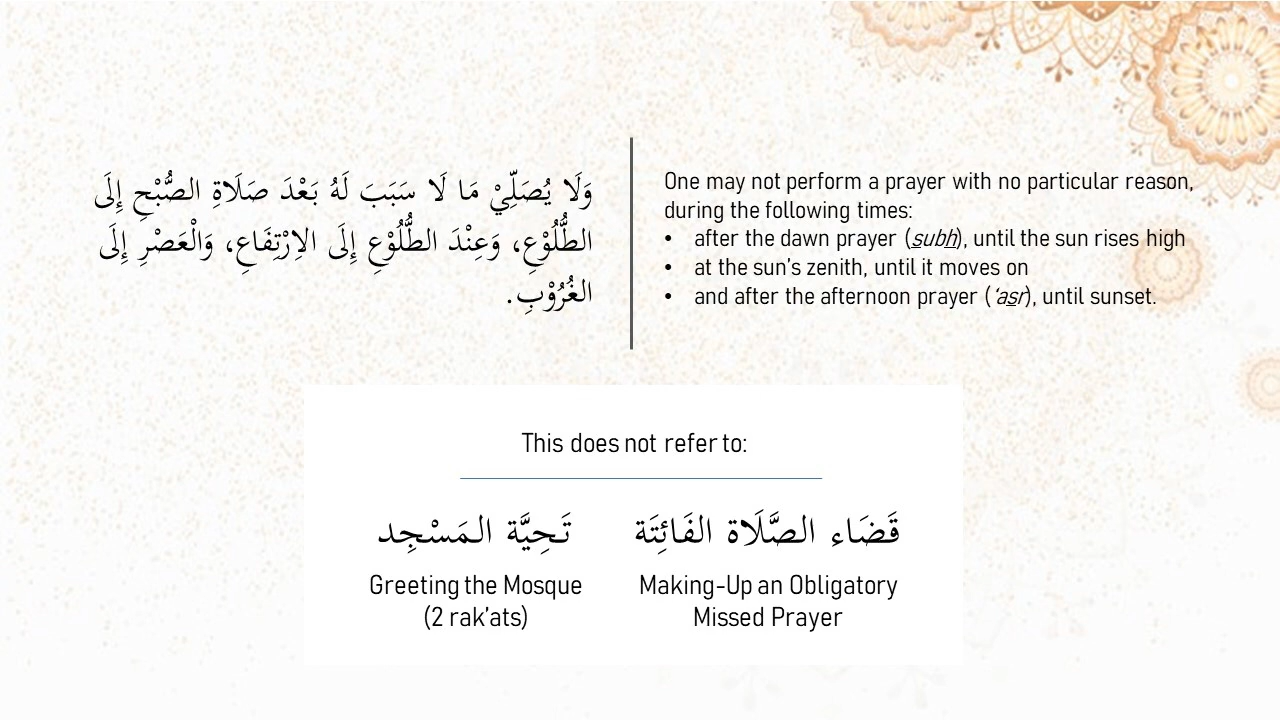 وَلَا يُصَلِّيْ مَا لَا سَبَبَ لَهُ بَعْدَ صَلَاةِ الصُّبْحِ إِلَى
الطُّلُوْعِ، وَعِنْدَ الطُّلُوْعِ إِلَى الاِرْتِفَاعِ، وَالْعَصْرِ إِلَى
الغُرُوْبِ.
One may not perform a prayer with no particular reason,
during the following times:
• after the dawn prayer (subh), until the sun rises high
• at the sun's zenith, until it moves on
• and after the afternoon prayer (‘asr), until sunset.
This does not refer to:
قَضَاء الصَّلَاة الفَائِتَة
Making-Up an Obligatory
Missed Prayer
تَحِيَّة المَسْجِد
Greeting the Mosque
(2 rak’ats)